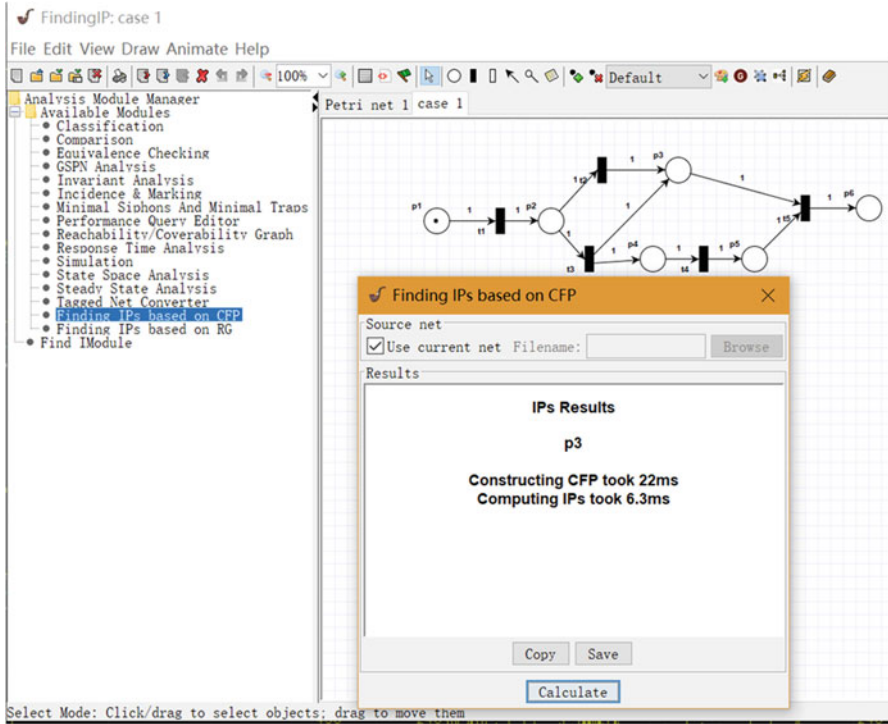 FindingIP: case 1
File Edit View Draw Animate Help
100% Default
Analysis Module Manager
Available Modules
Classification
Comparison
Equivalence Checking
GSPN Analysis
Invariant Analysis
Incidence & Marking
Minimal Siphons And Minimal Traps
Performance Query Editor
Reachability/Coverability Graph
Response Time Analysis
Simulation
State Space Analysis
Steady State Analysis
Tagged Net Converter
Finding IPs based on CFP
Finding IPs based on RG
Find IModule
Petri net 1 case 1
1 p3
1 t2 1
p1 1 1 p2 1 1 p6
t1 1 1 t5
1 p4 1 1 p5
t3 t4
Finding IPs based on CFP
Source net
Use current net Filename: Browse
Results
IPs Results
p3
Constructing CFP took 22ms
Computing IPs took 6.3ms
Copy Save
Calculate
Select Mode: Click/drag to select objects; drag to move them